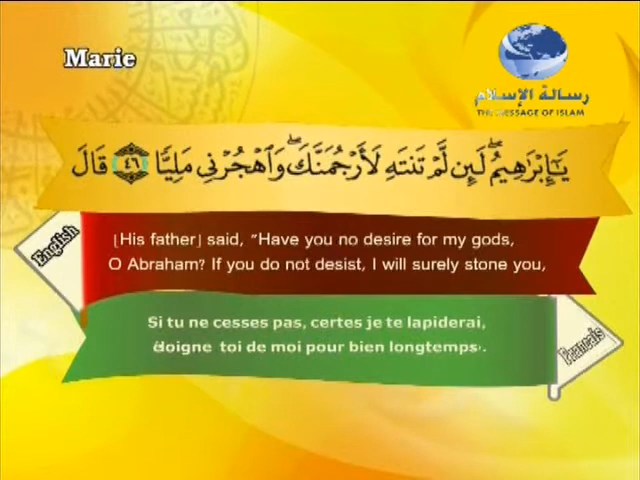 Marie
رسالة الإسلام
THE MESSAGE OF ISLAM
يَـٰٓإِبْرَٰهِيمُ ۖ لَئِن لَّمْ تَنتَهِ لَأَرْجُمَنَّكَ ۖ وَٱهْجُرْنِى مَلِيًّا ٤٦ قَالَ
English
[His father] said, "Have you no desire for my gods,
O Abraham? If you do not desist, I will surely stone you,
Si tu ne cesses pas, certes je te lapiderai,
éloigne toi de moi pour bien longtemps.
Francais